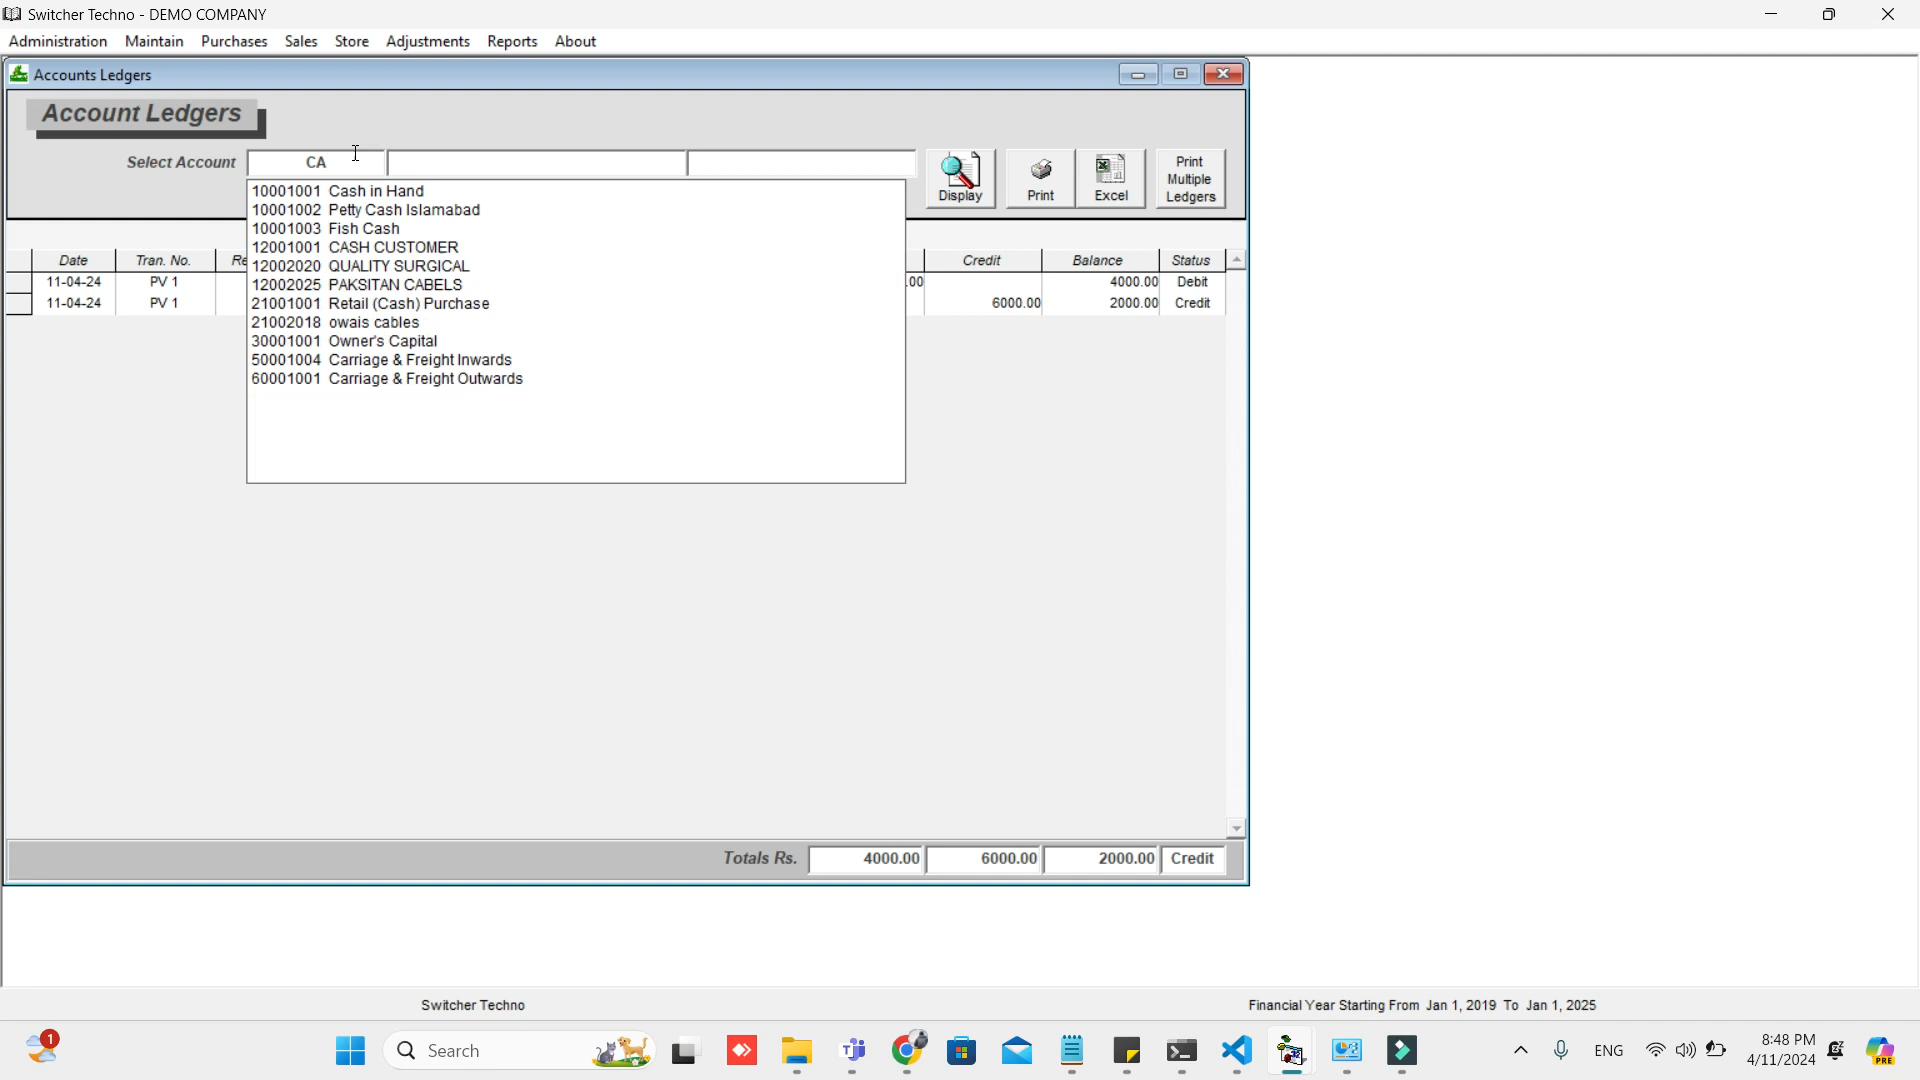 Switcher Techno - DEMO COMPANY
Administration Maintain Purchases Sales Store Adjustments Reports About
Accounts Ledgers
Account Ledgers
Select Account CA
Display
Print
Excel
Print Multiple Ledgers
10001001 Cash in Hand
10001002 Petty Cash Islamabad
10001003 Fish Cash
12001001 CASH CUSTOMER
12002020 QUALITY SURGICAL
12002025 PAKSITAN CABELS
21001001 Retail (Cash) Purchase
21002018 owais cables
30001001 Owner's Capital
50001004 Carriage & Freight Inwards
60001001 Carriage & Freight Outwards
Date Tran. No. Re Credit Balance Status
11-04-24 PV 1 .00 4000.00 Debit
11-04-24 PV 1 6000.00 2000.00 Credit
Totals Rs. 4000.00 6000.00 2000.00 Credit
Switcher Techno
Financial Year Starting From Jan 1, 2019 To Jan 1, 2025
1
Search
ENG
8:48 PM
4/11/2024
PRE